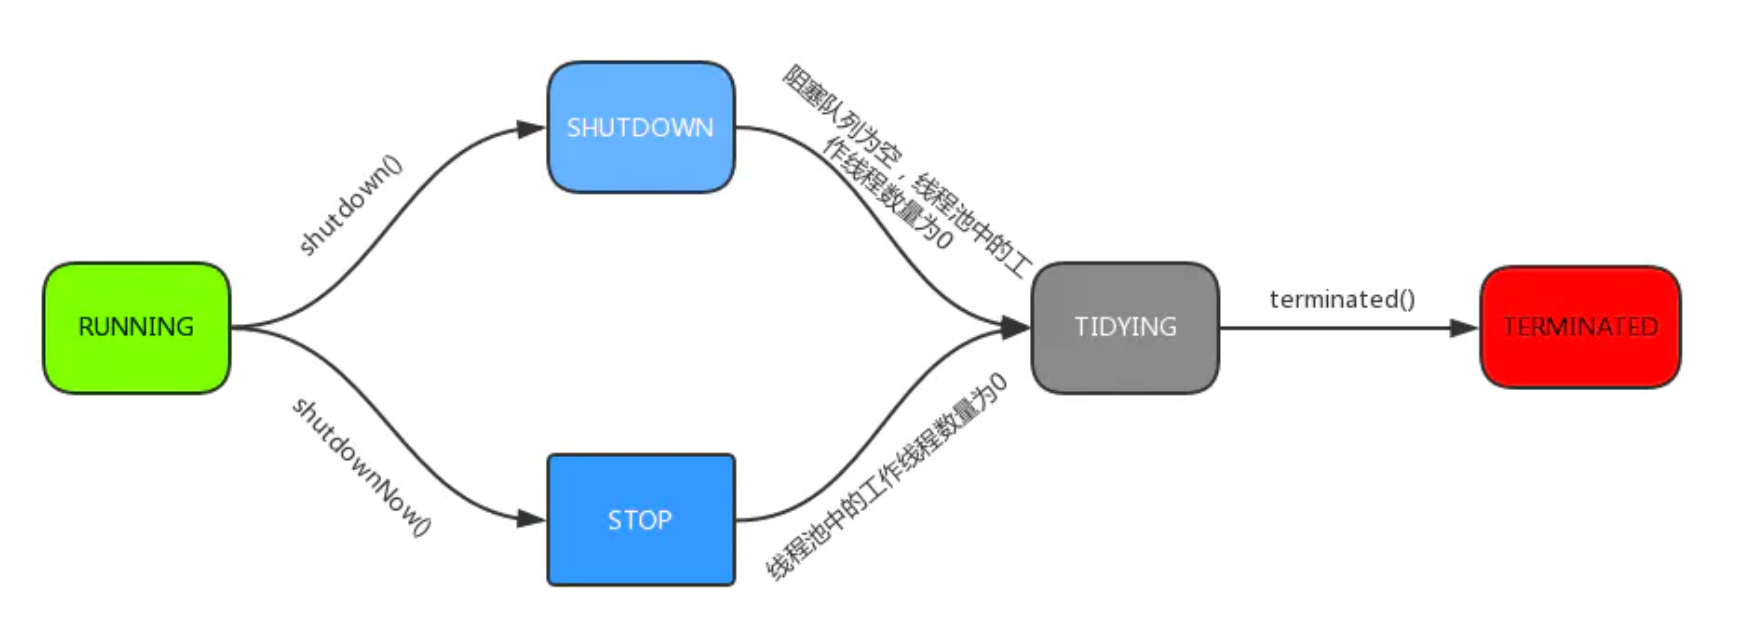 RUNNING
shutdown()
shutdownNow()
SHUTDOWN
STOP
阻塞队列为空，线程池中的工
作线程数量为0
线程池中的工作线程数量为0
TIDYING
terminated()
TERMINATED